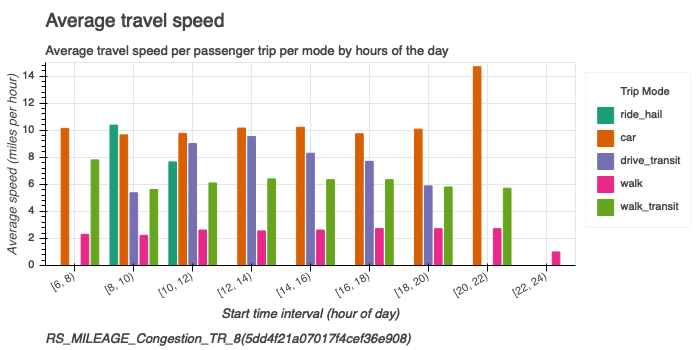 Average travel speed
Average travel speed per passenger trip per mode by hours of the day
Average speed (miles per hour)
14
12
10
8
6
4
2
0
[6, 8)
[8, 10)
[10, 12)
[12, 14)
[14, 16)
[16, 18)
[18, 20)
[20, 22)
[22, 24)
Start time interval (hour of day)
Trip Mode
ride_hail
car
drive_transit
walk
walk_transit
RS_MILEAGE_Congestion_TR_8(5dd4f21a07017f4cef36e908)